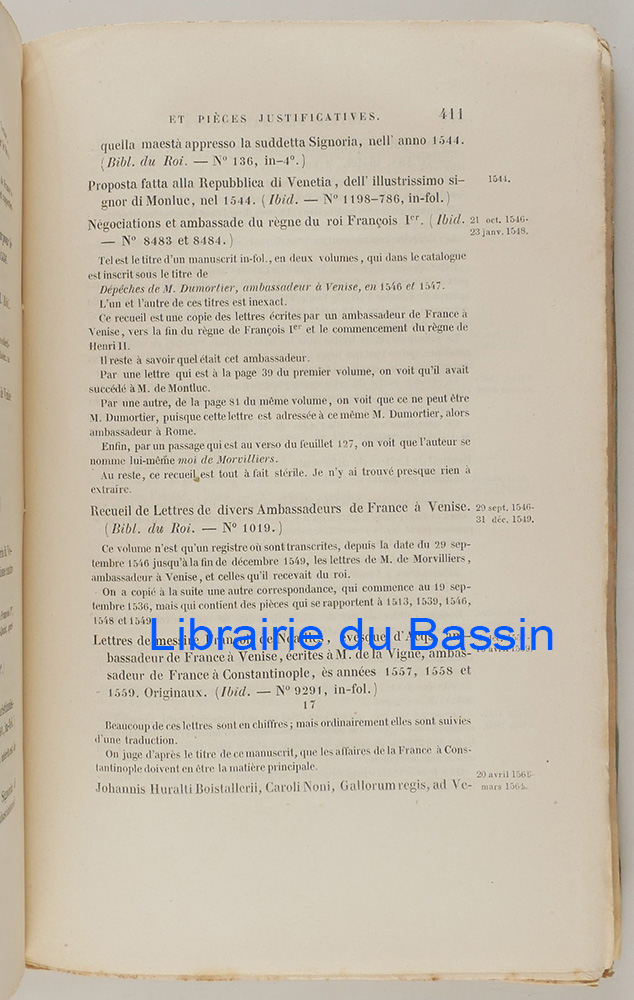 ET PIÈCES JUSTIFICATIVES. 411
quella maestà appresso la suddetta Signoria, nell' anno 1544.
(Bibl. du Roi. — N° 136, in-4°.)
Proposta fatta alla Repubblica di Venetia, dell' illustrissimo si- 1544.
gnor di Monluc, nel 1544. (Ibid. — N° 1198-786, in-fol.)
Négociations et ambassade du règne du roi François Ier. (Ibid. 21 oct. 1546-
— N° 8483 et 8484.) 23 janv. 1548.
Tel est le titre d'un manuscrit in-fol., en deux volumes, qui dans le catalogue
est inscrit sous le titre de
Dépêches de M. Dumortier, ambassadeur à Venise, en 1546 et 1547.
L'un et l'autre de ces titres est inexact.
Ce recueil est une copie des lettres écrites par un ambassadeur de France à
Venise, vers la fin du règne de François Ier et le commencement du règne de
Henri II.
Il reste à savoir quel était cet ambassadeur.
Par une lettre qui est à la page 39 du premier volume, on voit qu'il avait
succédé à M. de Montluc.
Par une autre, de la page 81 du même volume, on voit que ce ne peut être
M. Dumortier, puisque cette lettre est adressée à ce même M. Dumortier, alors
ambassadeur à Rome.
Enfin, par un passage qui est au verso du feuillet 127, on voit que l'auteur se
nomme lui-même moi de Morvilliers.
Au reste, ce recueil est tout à fait stérile. Je n'y ai trouvé presque rien à
extraire.
Recueil de Lettres de divers Ambassadeurs de France à Venise. 29 sept. 1546-
(Bibl. du Roi. — N° 1019.) 31 déc. 1549.
Ce volume n'est qu'un registre où sont transcrites, depuis la date du 29 sep-
tembre 1546 jusqu'à la fin de décembre 1549, les lettres de M. de Morvilliers,
ambassadeur à Venise, et celles qu'il recevait du roi.
On a copié à la suite une autre correspondance, qui commence au 19 sep-
tembre 1536, mais qui contient des pièces qui se rapportent à 1513, 1539, 1546,
1548 et 1549.
Lettres de messire François de Noailles, évesque d'Acqs, am-
Librairie du Bassin
bassadeur de France à Venise, écrites à M. de la Vigne, ambas-
sadeur de France à Constantinople, ès années 1557, 1558 et
1559. Originaux. (Ibid. — N° 9291, in-fol.)
17
Beaucoup de ces lettres sont en chiffres; mais ordinairement elles sont suivies
d'une traduction.
On juge d'après le titre de ce manuscrit, que les affaires de la France à Cons-
tantinople doivent en être la matière principale.
20 avril 1561-
Johannis Huralti Boistallerii, Caroli Noni, Gallorum regis, ad Ve- mars 1564.